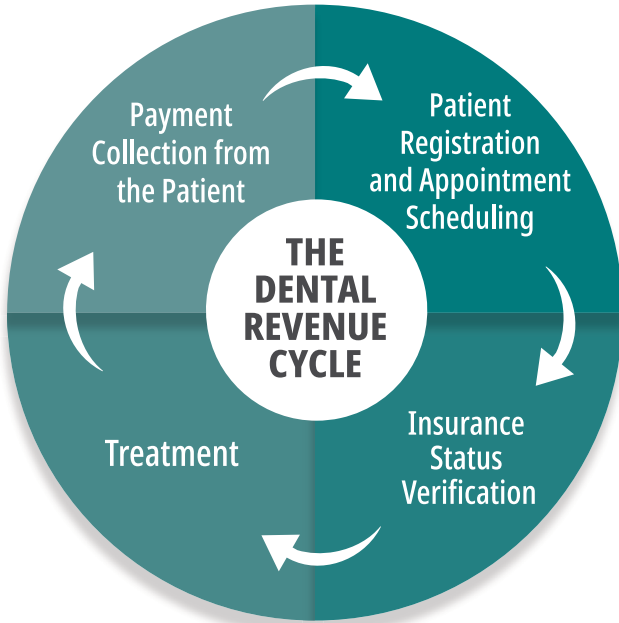 THE
DENTAL
REVENUE
CYCLE
Patient
Registration
and Appointment
Scheduling
Insurance
Status
Verification
Treatment
Payment
Collection from
the Patient